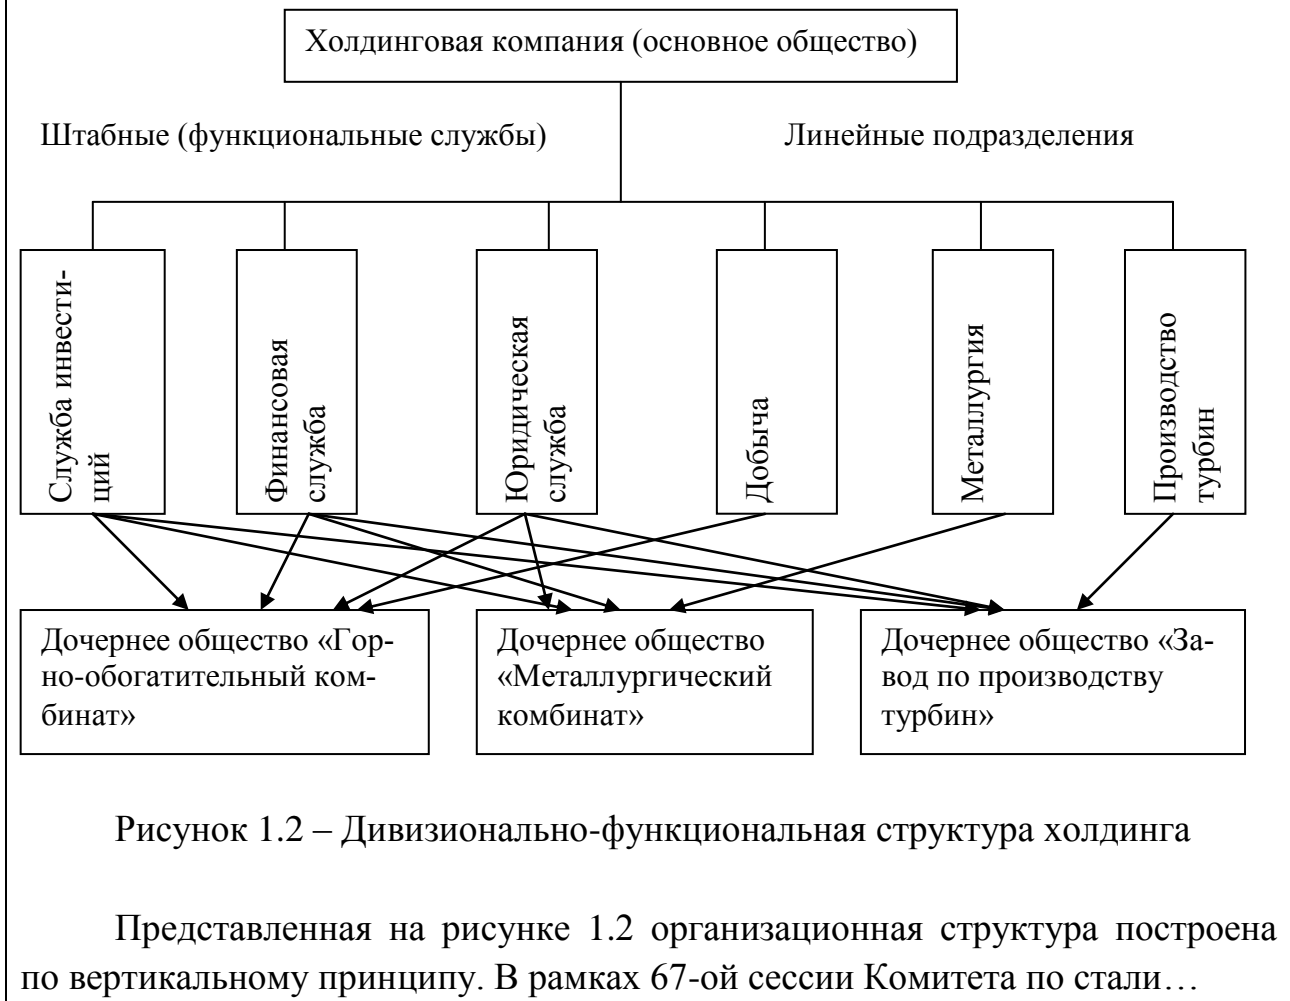 Холдинговая компания (основное общество)
Штабные (функциональные службы)
Линейные подразделения
Служба инвести-
ций
Финансовая
служба
Юридическая
служба
Добыча
Металлургия
Производство
турбин
Дочернее общество «Гор-
но-обогатительный ком-
бинат»
Дочернее общество
«Металлургический
комбинат»
Дочернее общество «За-
вод по производству
турбин»
Рисунок 1.2 – Дивизионально-функциональная структура холдинга
Представленная на рисунке 1.2 организационная структура построена
по вертикальному принципу. В рамках 67-ой сессии Комитета по стали…